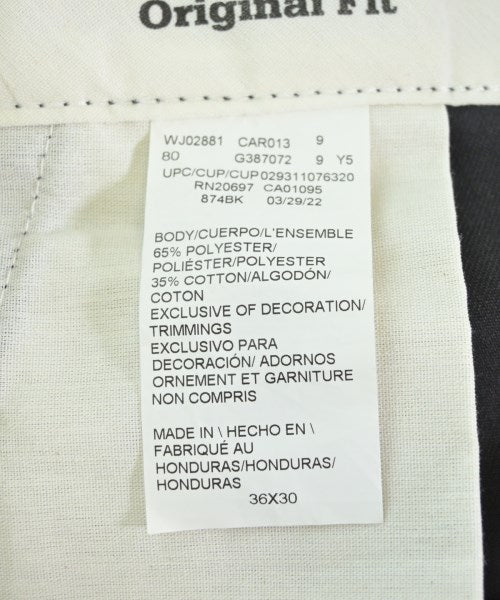 Original Fit
WJ02881 CAR013 9
80 G387072 9 Y5
UPC/CUP/CUP029311076320
RN20697 CA01095
874BK 03/29/22
BODY/CUERPO/L'ENSEMBLE
65% POLYESTER/
POLIÉSTER/POLYESTER
35% COTTON/ALGODÓN/
COTON
EXCLUSIVE OF DECORATION/
TRIMMINGS
EXCLUSIVO PARA
DECORACIÓN/ ADORNOS
ORNEMENT ET GARNITURE
NON COMPRIS
MADE IN \ HECHO EN \
FABRIQUÉ AU
HONDURAS/HONDURAS/
HONDURAS
36X30